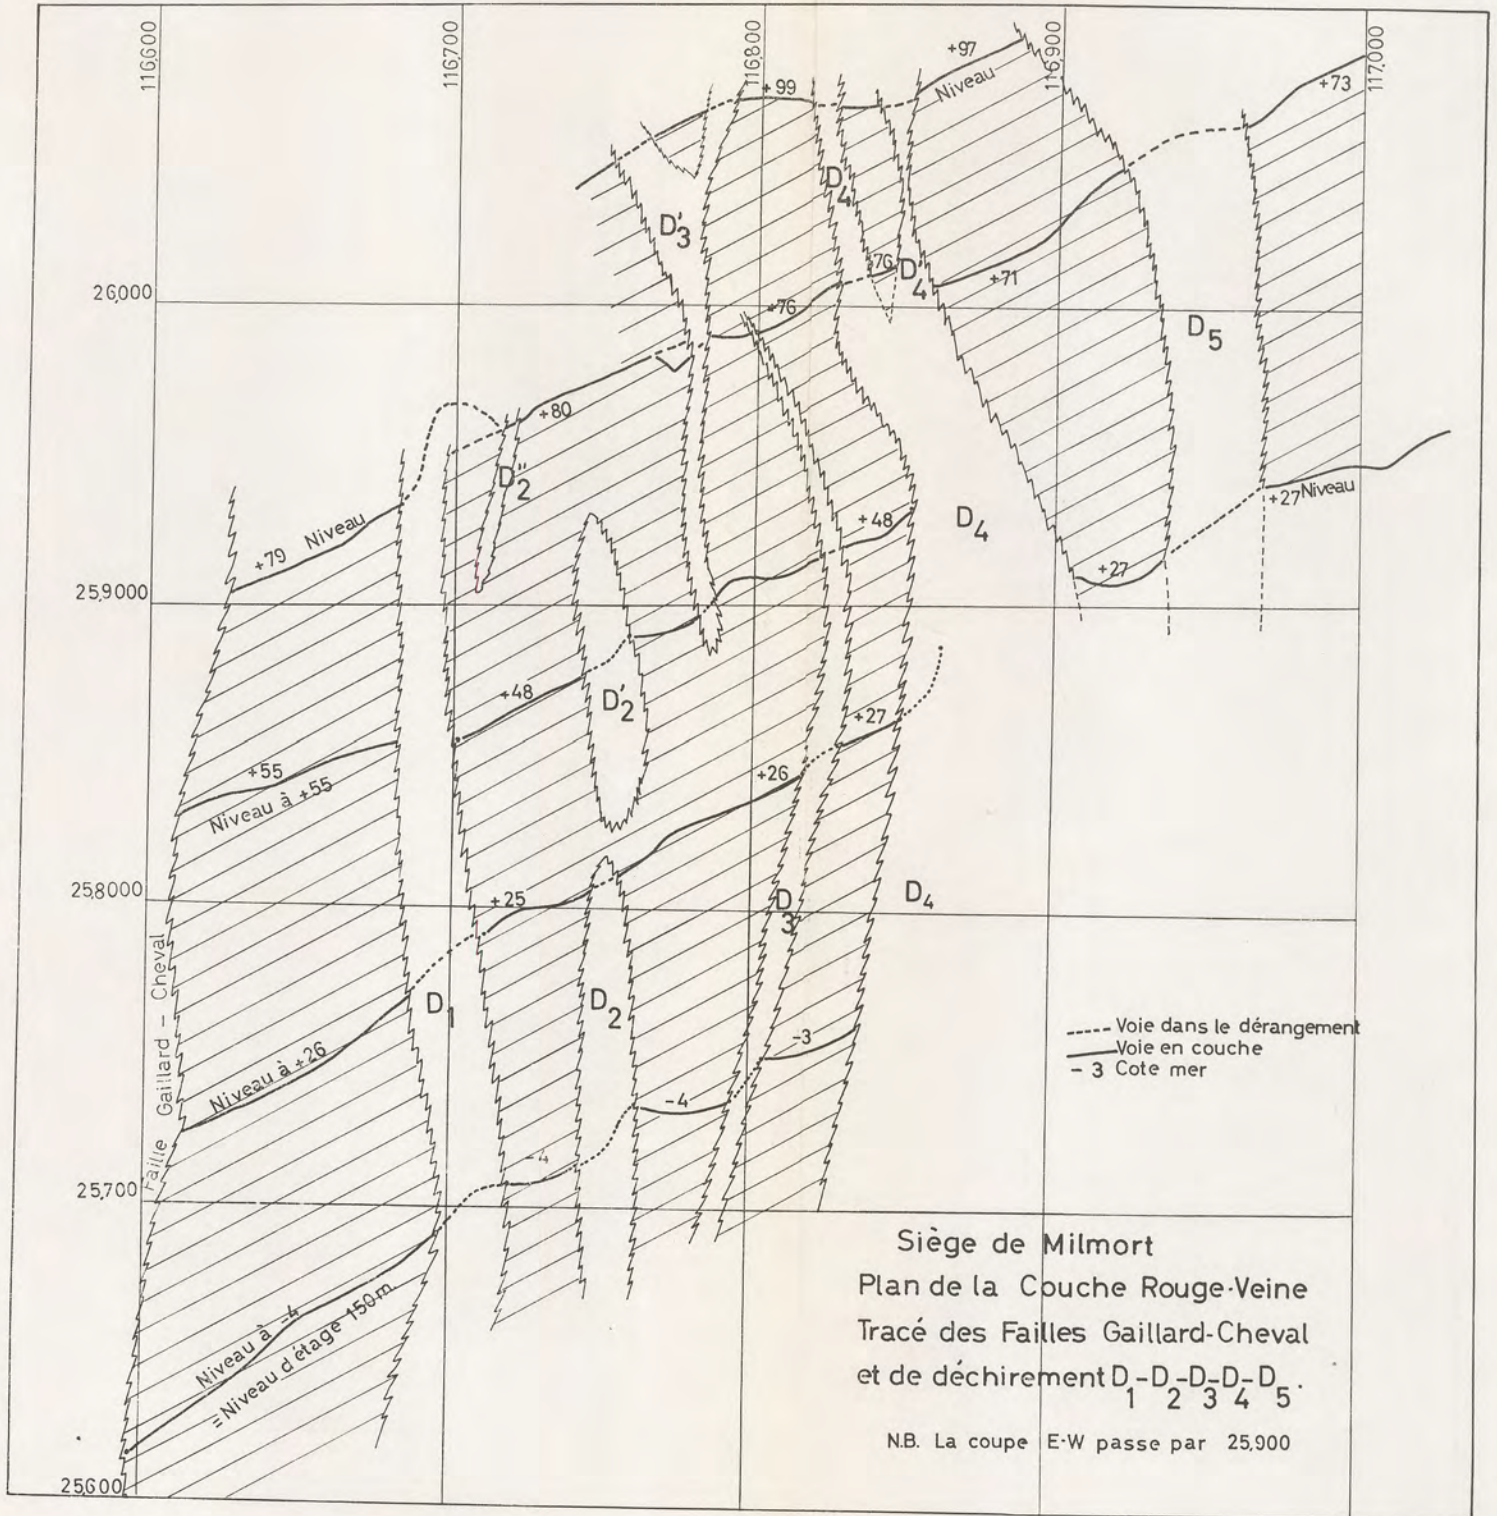 116,600
116,700
116,800
116,900
117,000
+97
Niveau
+73
+99
D'4
D'3
+76
76
D'4
+71
26,000
D5
+80
D"2
+79 Niveau
+48
D4
+27 Niveau
+27
25,9000
+48
D'2
+27
+55
Niveau à +55
+26
25,8000
+25
D3
D4
Faille Gaillard - Cheval
D1
D2
Niveau à +26
-3
-4
-4
25,700
Voie dans le dérangement
Voie en couche
- 3 Cote mer
Niveau à -4
=Niveau d'étage 150m
25,600
Siège de Milmort
Plan de la Couche Rouge-Veine
Tracé des Failles Gaillard-Cheval
et de déchirement D1-D2-D3-D4-D5.
N.B. La coupe E-W passe par 25,900